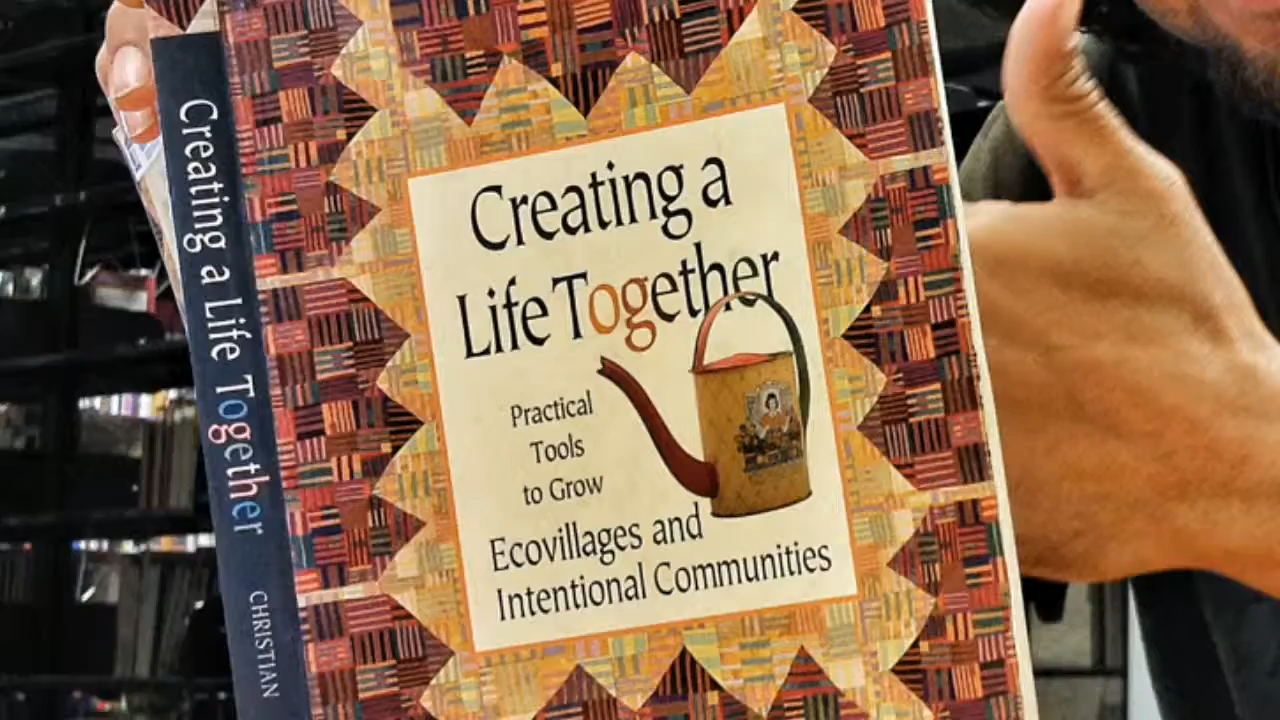 Creating a Life Together
CHRISTIAN
Creating a
Life Together
Practical
Tools
to Grow
Ecovillages and
Intentional Communities